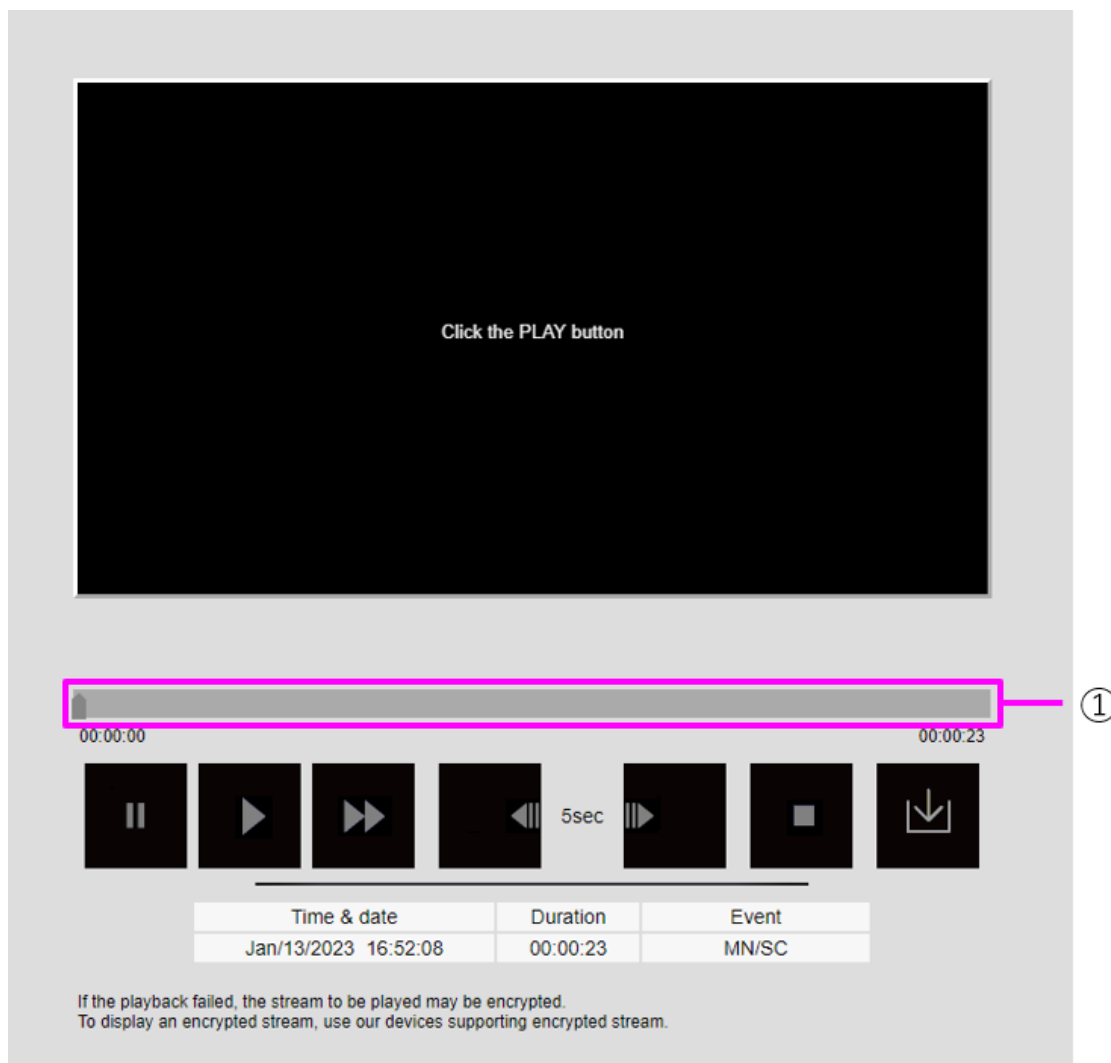 Click the PLAY button
①
00:00:00 00:00:23
5sec
Time & date Duration Event
Jan/13/2023 16:52:08 00:00:23 MN/SC
If the playback failed, the stream to be played may be encrypted.
To display an encrypted stream, use our devices supporting encrypted stream.